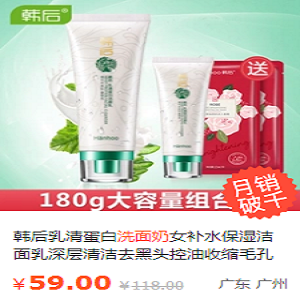 韩后
送
月销
破千
180g大容量组合
韩后乳清蛋白洗面奶女补水保湿洁
面乳深层清洁去黑头控油收缩毛孔
¥59.00 ¥118.00 广东 广州